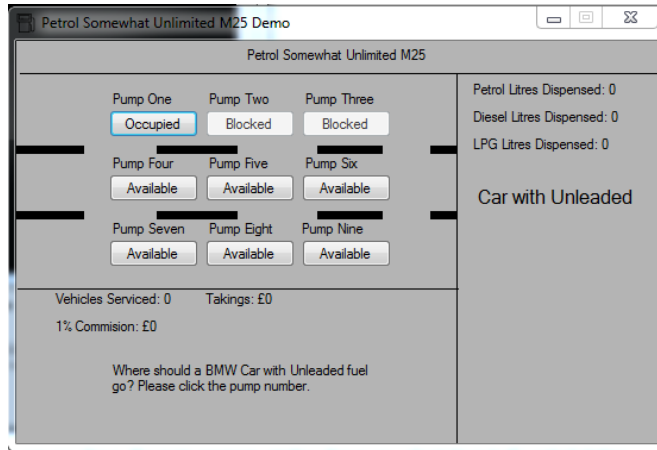 Petrol Somewhat Unlimited M25 Demo
Petrol Somewhat Unlimited M25
Pump One Pump Two Pump Three
Occupied Blocked Blocked
Pump Four Pump Five Pump Six
Available Available Available
Pump Seven Pump Eight Pump Nine
Available Available Available
Petrol Litres Dispensed: 0
Diesel Litres Dispensed: 0
LPG Litres Dispensed: 0
Car with Unleaded
Vehicles Serviced: 0 Takings: £0
1% Commision: £0
Where should a BMW Car with Unleaded fuel
go? Please click the pump number.